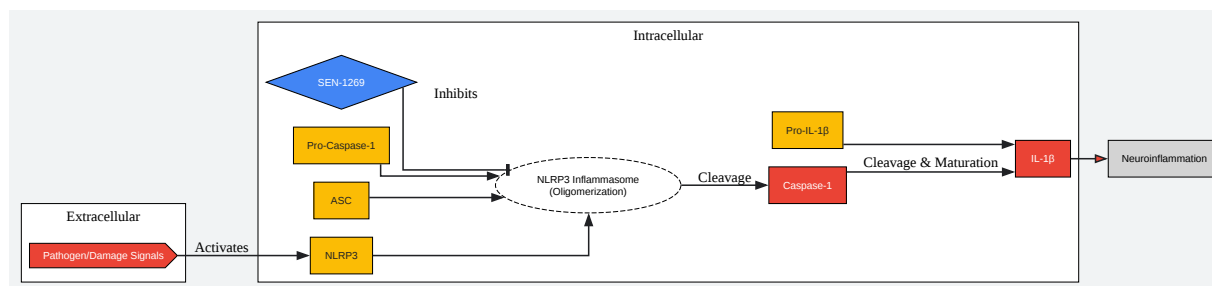 Intracellular
SEN-1269
Inhibits
Pro-Caspase-1
ASC
NLRP3 Inflammasome
(Oligomerization)
Cleavage
Pro-IL-1β
Caspase-1
Cleavage & Maturation
IL-1β
Neuroinflammation
Extracellular
Pathogen/Damage Signals
Activates
NLRP3